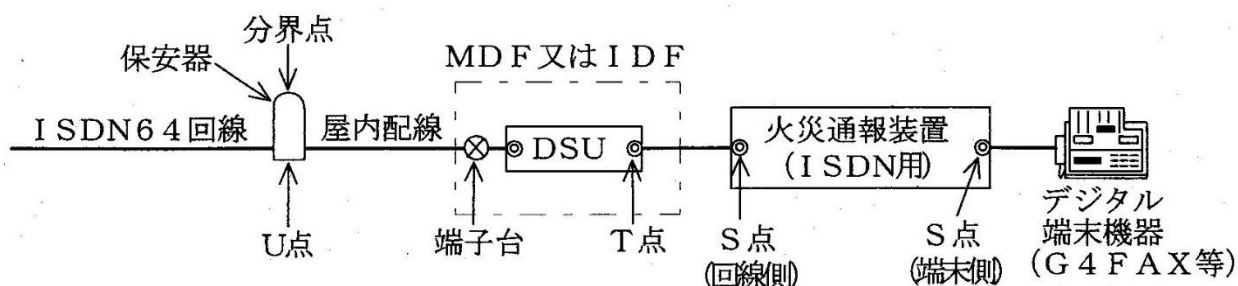 分界点
保安器
MDF又はIDF
ISDN64回線
屋内配線
DSU
火災通報装置
(ISDN用)
U点
端子台
T点
S点
(回線側)
S点
(端末側)
デジタル
端末機器
(G4FAX等)